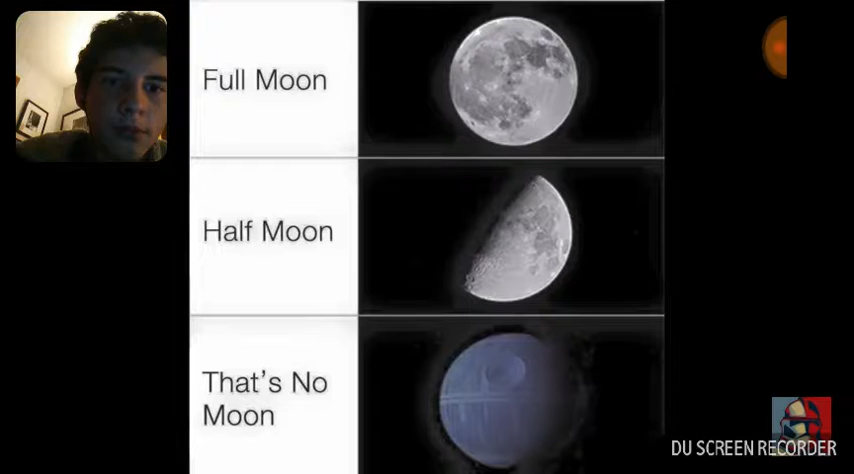 Full Moon
Half Moon
That's No
Moon
DU SCREEN RECORDER